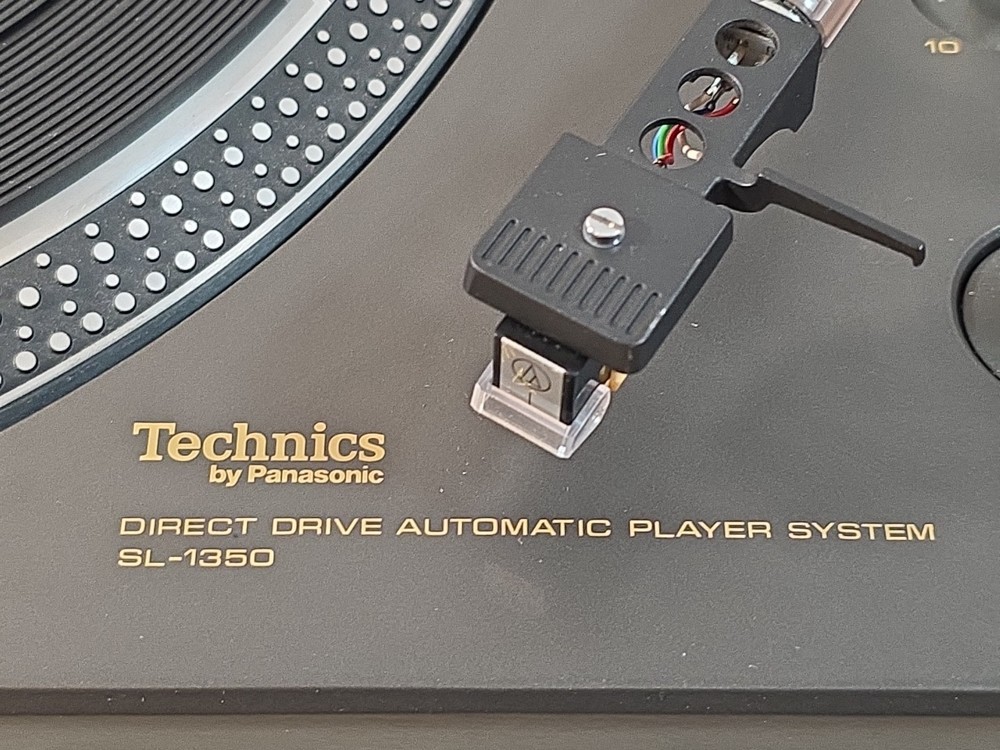 10
Technics
by Panasonic
DIRECT DRIVE AUTOMATIC PLAYER SYSTEM
SL-1350